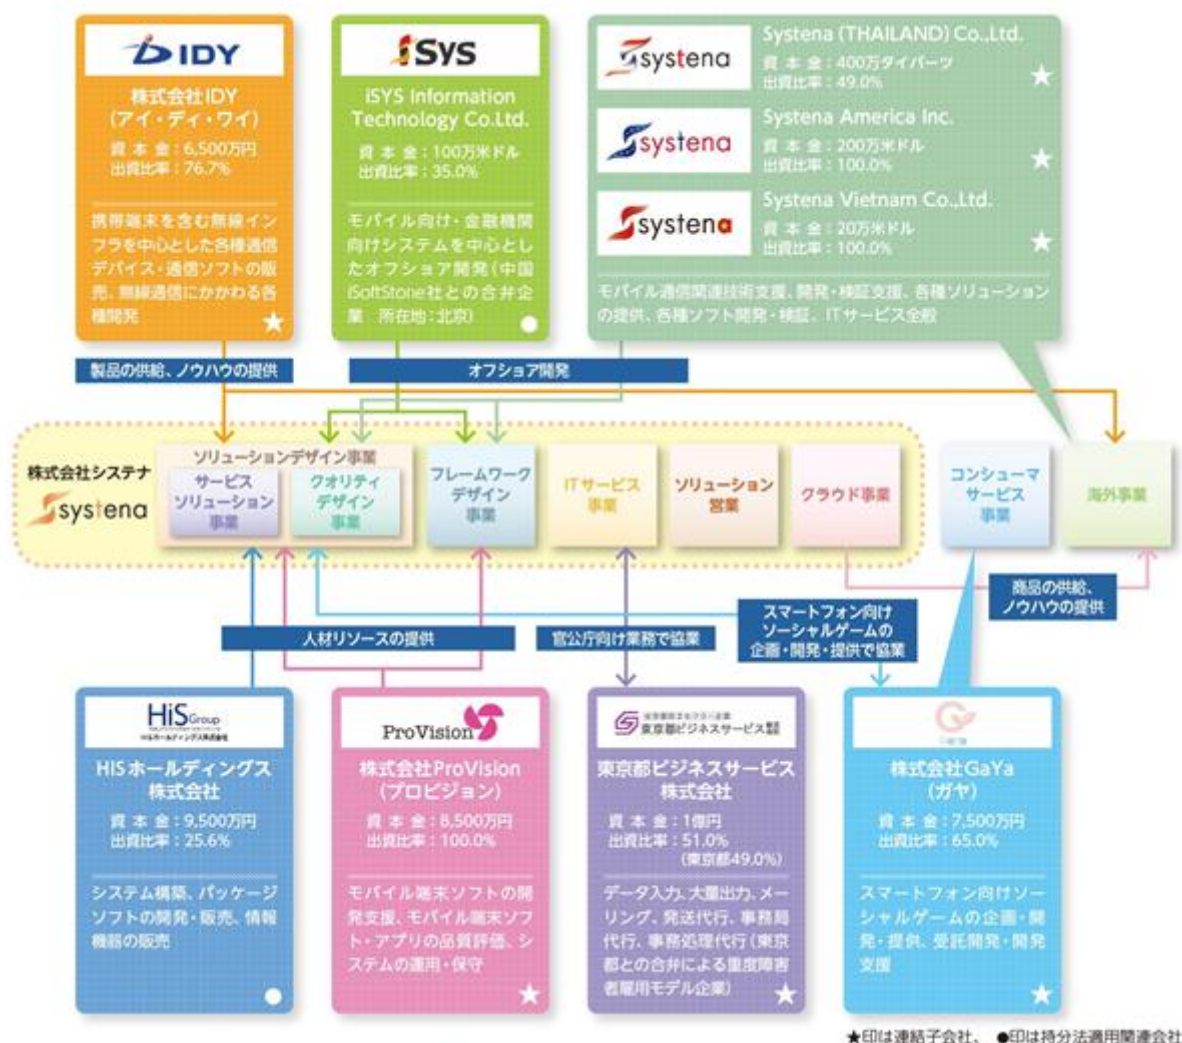 IDY
株式会社IDY
(アイ・ディ・ワイ)
資 本 金：6,500万円
出資比率：76.7%
携帯端末を含む無線イン
フラを中心とした各種通信
デバイス・通信ソフトの販
売、無線通信にかかわる各
種開発
★
iSys
iSYS Information
Technology Co.Ltd.
資 本 金：100万米ドル
出資比率：35.0%
モバイル向け・金融機関
向けシステムを中心とし
たオフショア開発(中国
iSoftStone社との合弁企
業　所在地：北京)
●
systena
Systena (THAILAND) Co.,Ltd.
資 本 金：400万タイバーツ
出資比率：49.0%
★
systena
Systena America Inc.
資 本 金：200万米ドル
出資比率：100.0%
★
systena
Systena Vietnam Co.,Ltd.
資 本 金：20万米ドル
出資比率：100.0%
★
モバイル通信関連技術支援、開発・検証支援、各種ソリューション
の提供、各種ソフト開発・検証、ITサービス全般
製品の供給、ノウハウの提供
オフショア開発
株式会社システナ
systena
ソリューションデザイン事業
サービス
ソリューション
事業
クオリティ
デザイン
事業
フレームワーク
デザイン
事業
ITサービス
事業
ソリューション
営業
クラウド事業
コンシューマ
サービス
事業
海外事業
人材リソースの提供
官公庁向け業務で協業
スマートフォン向け
ソーシャルゲームの
企画・開発・提供で協業
商品の供給、
ノウハウの提供
HiS Group
HISホールディングス株式会社
HISホールディングス
株式会社
資 本 金：9,500万円
出資比率：25.6%
システム構築、パッケージ
ソフトの開発・販売、情報
機器の販売
●
ProVision
株式会社ProVision
(プロビジョン)
資 本 金：8,500万円
出資比率：100.0%
モバイル端末ソフトの開
発支援、モバイル端末ソフ
ト・アプリの品質評価、シ
ステムの運用・保守
★
東京都ビジネスサービス
東京都ビジネスサービス
株式会社
資 本 金：1億円
出資比率：51.0%
(東京都49.0%)
データ入力、大量出力、メー
リング、発送代行、事務局
代行、事務処理代行(東京
都との合弁による重度障害
者雇用モデル企業)
★
株式会社GaYa
(ガヤ)
資 本 金：7,500万円
出資比率：65.0%
スマートフォン向けソー
シャルゲームの企画・開
発・提供、受託開発・開発
支援
★
★印は連結子会社、 ●印は持分法適用関連会社